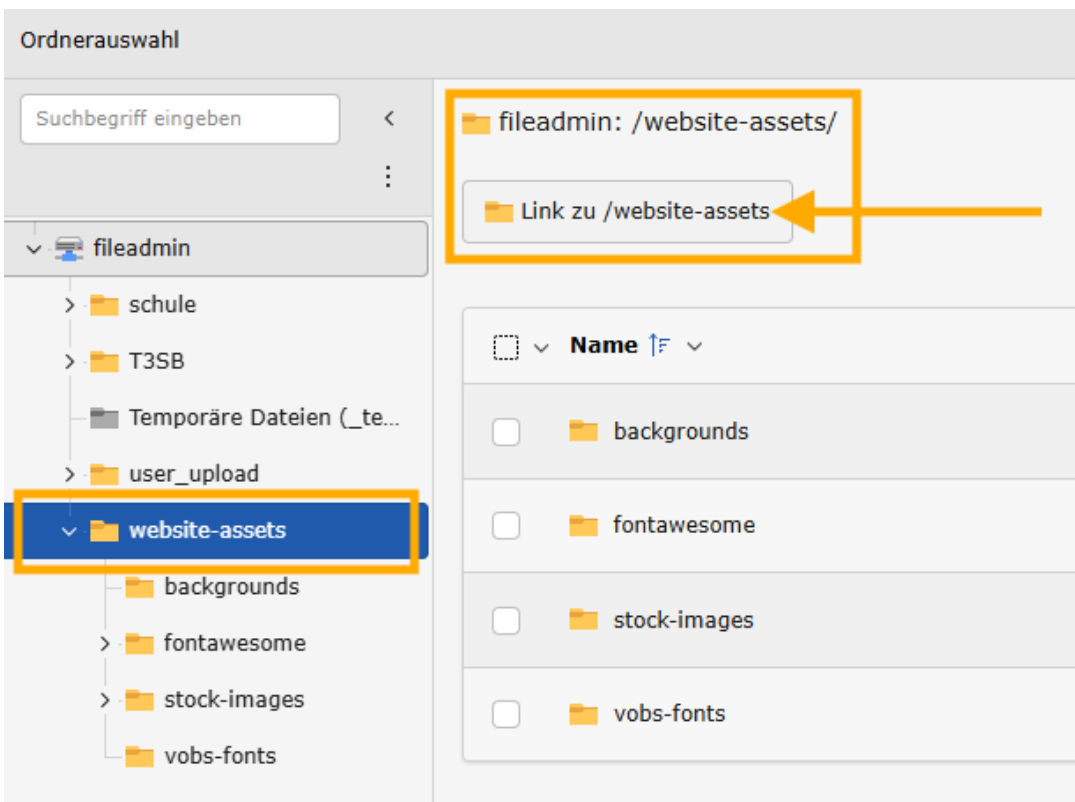 Ordnerauswahl
Suchbegriff eingeben
fileadmin
schule
T3SB
Temporäre Dateien (_te...
user_upload
website-assets
backgrounds
fontawesome
stock-images
vobs-fonts
fileadmin: /website-assets/
Link zu /website-assets
Name
backgrounds
fontawesome
stock-images
vobs-fonts